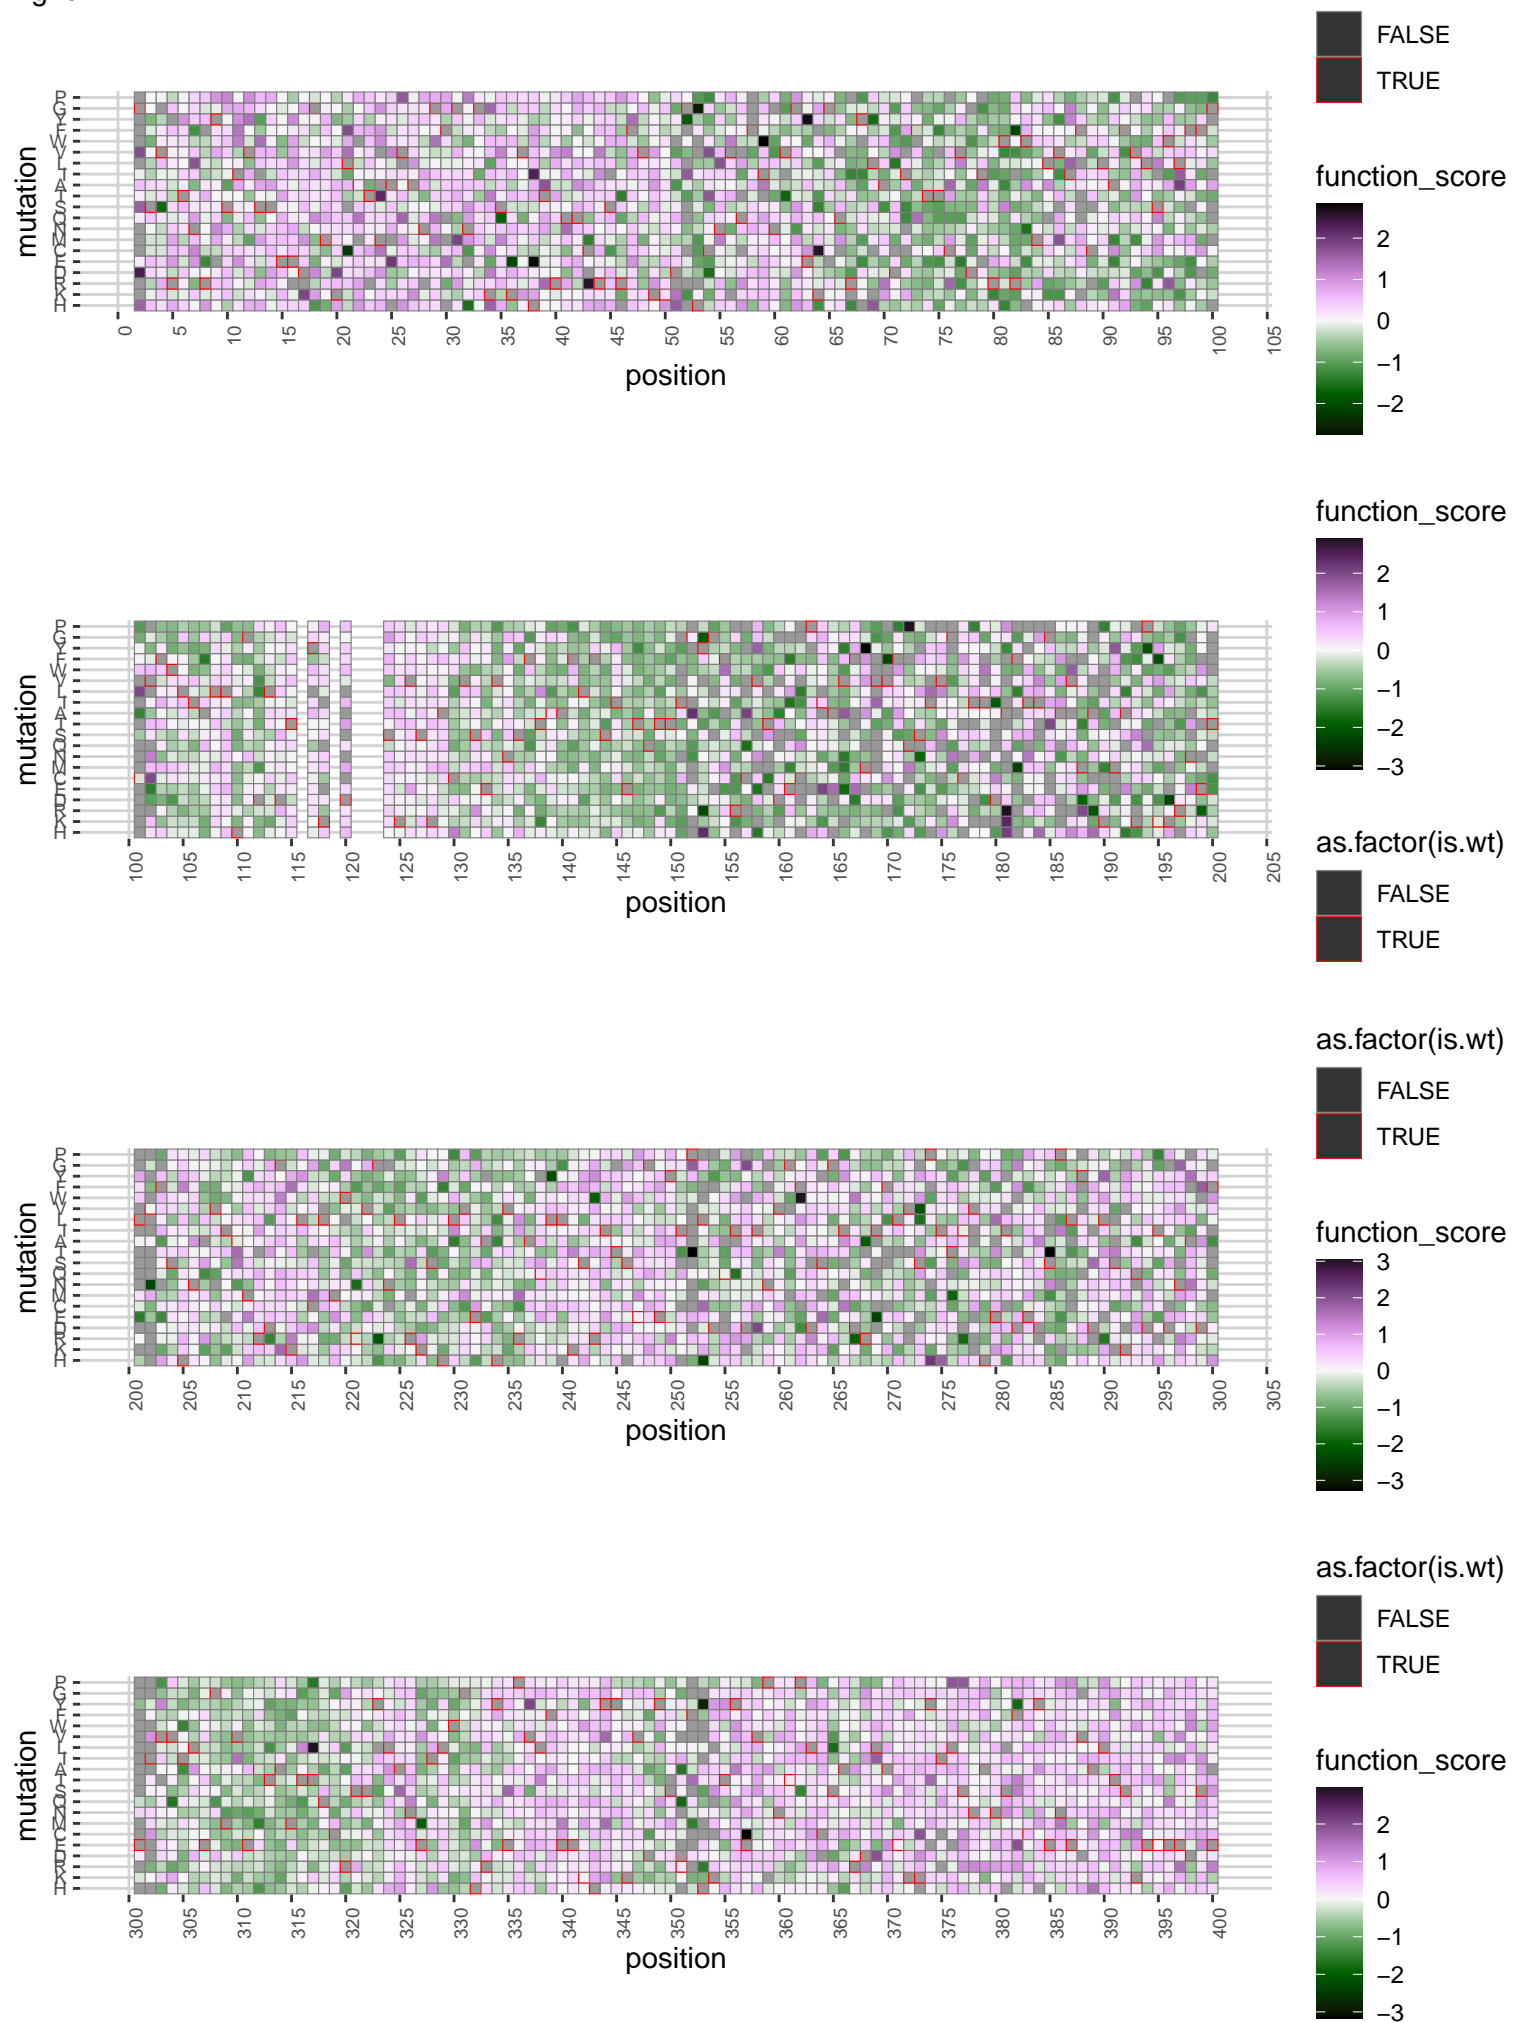 FALSE
TRUE
function_score
2
1
0
−1
−2
mutation
P
G
Y
F
W
V
L
I
A
T
S
Q
N
M
C
E
D
R
K
H
0 5 10 15 20 25 30 35 40 45 50 55 60 65 70 75 80 85 90 95 100 105
position
function_score
2
1
0
−1
−2
−3
as.factor(is.wt)
FALSE
TRUE
mutation
P
G
Y
F
W
V
L
I
A
T
S
Q
N
M
C
E
D
R
K
H
100 105 110 115 120 125 130 135 140 145 150 155 160 165 170 175 180 185 190 195 200 205
position
as.factor(is.wt)
FALSE
TRUE
function_score
3
2
1
0
−1
−2
−3
mutation
P
G
Y
F
W
V
L
I
A
T
S
Q
N
M
C
E
D
R
K
H
200 205 210 215 220 225 230 235 240 245 250 255 260 265 270 275 280 285 290 295 300 305
position
as.factor(is.wt)
FALSE
TRUE
function_score
2
1
0
−1
−2
−3
mutation
P
G
Y
F
W
V
L
I
A
T
S
Q
N
M
C
E
D
R
K
H
300 305 310 315 320 325 330 335 340 345 350 355 360 365 370 375 380 385 390 395 400
position